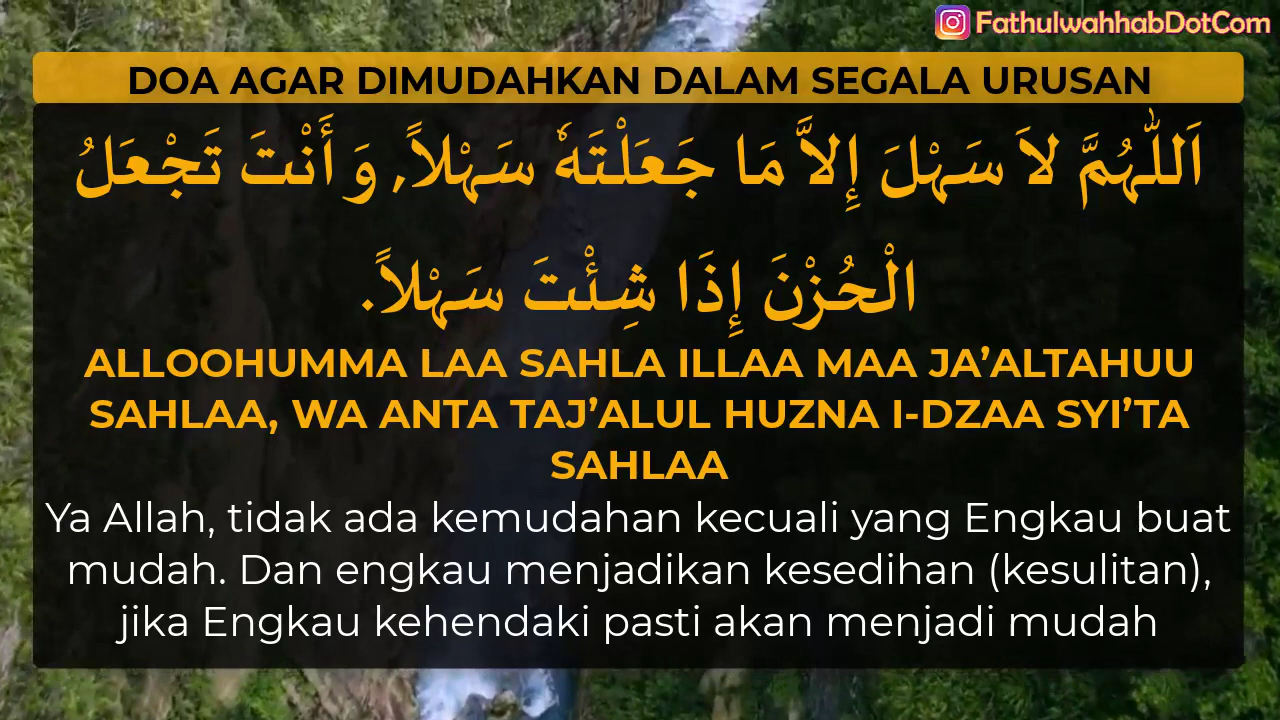 FathulwahhabDotCom
DOA AGAR DIMUDAHKAN DALAM SEGALA URUSAN
اَللّٰهُمَّ لاَ سَهْلَ إِلاَّ مَا جَعَلْتَهٗ سَهْلاً, وَ أَنْتَ تَجْعَلُ
الْحُزْنَ إِذَا شِئْتَ سَهْلاً.
ALLOOHUMMA LAA SAHLA ILLAA MAA JA’ALTAHUU
SAHLAA, WA ANTA TAJ’ALUL HUZNA I-DZAA SYI’TA
SAHLAA
Ya Allah, tidak ada kemudahan kecuali yang Engkau buat
mudah. Dan engkau menjadikan kesedihan (kesulitan),
jika Engkau kehendaki pasti akan menjadi mudah